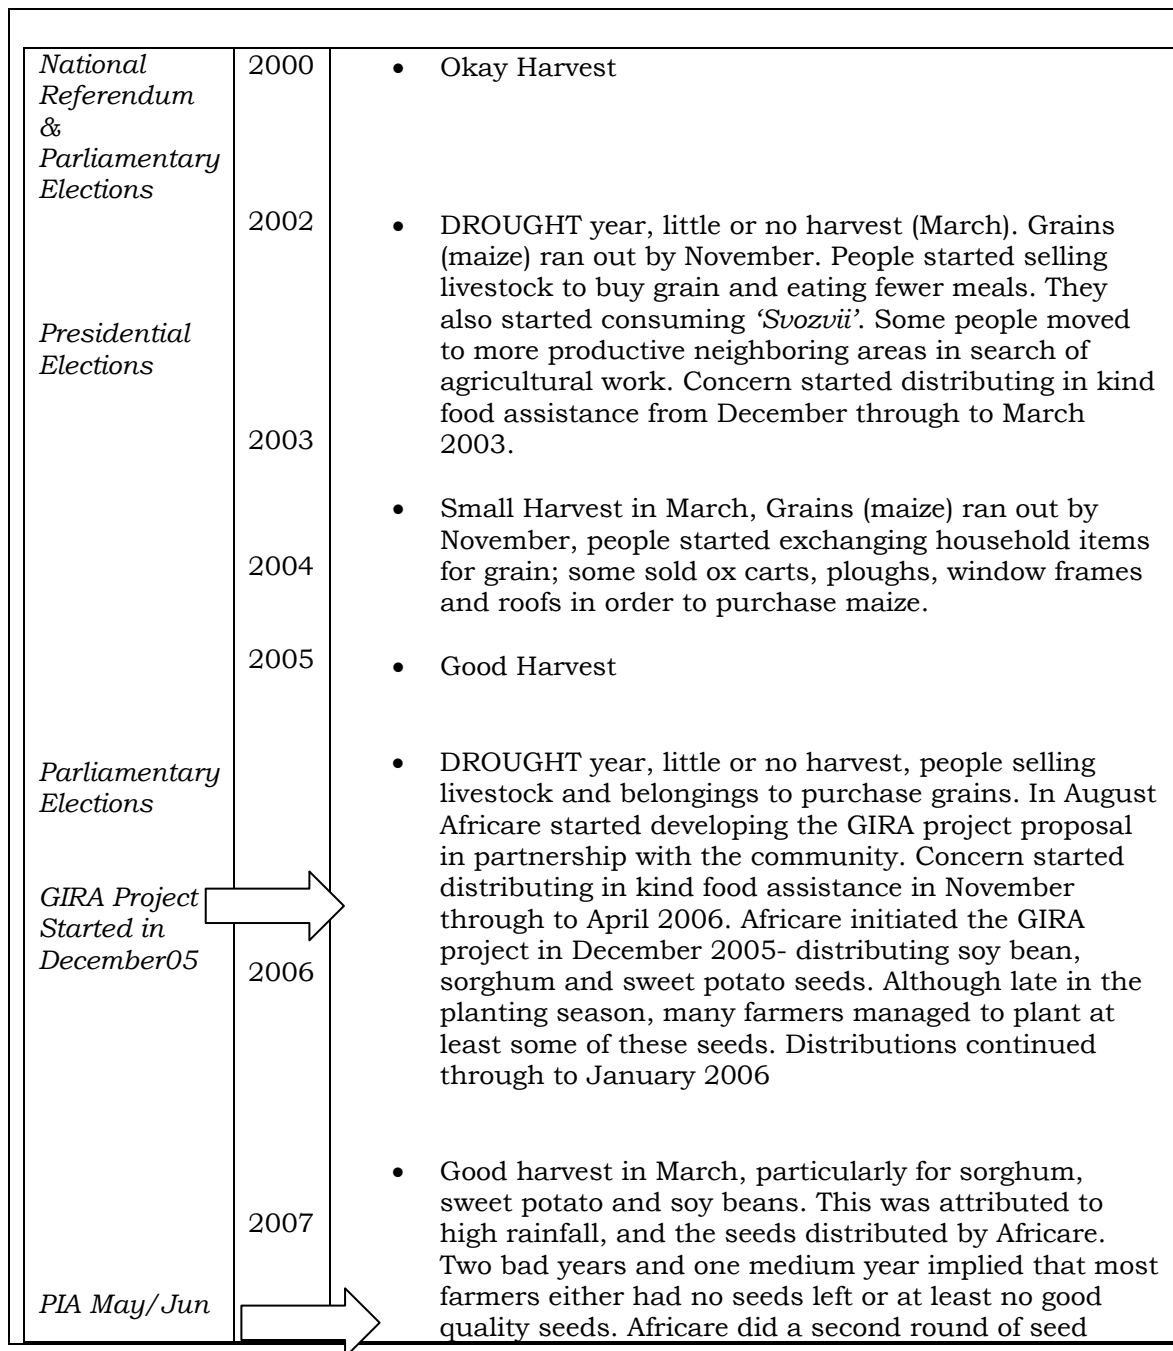 National
Referendum
&
Parliamentary
Elections
Presidential
Elections
Parliamentary
Elections
GIRA Project
Started in
December05
PIA May/Jun
2000
2002
2003
2004
2005
2006
2007
• Okay Harvest
• DROUGHT year, little or no harvest (March). Grains
(maize) ran out by November. People started selling
livestock to buy grain and eating fewer meals. They
also started consuming ‘Svozvii’. Some people moved
to more productive neighboring areas in search of
agricultural work. Concern started distributing in kind
food assistance from December through to March
2003.
• Small Harvest in March, Grains (maize) ran out by
November, people started exchanging household items
for grain; some sold ox carts, ploughs, window frames
and roofs in order to purchase maize.
• Good Harvest
• DROUGHT year, little or no harvest, people selling
livestock and belongings to purchase grains. In August
Africare started developing the GIRA project proposal
in partnership with the community. Concern started
distributing in kind food assistance in November
through to April 2006. Africare initiated the GIRA
project in December 2005- distributing soy bean,
sorghum and sweet potato seeds. Although late in the
planting season, many farmers managed to plant at
least some of these seeds. Distributions continued
through to January 2006
• Good harvest in March, particularly for sorghum,
sweet potato and soy beans. This was attributed to
high rainfall, and the seeds distributed by Africare.
Two bad years and one medium year implied that most
farmers either had no seeds left or at least no good
quality seeds. Africare did a second round of seed